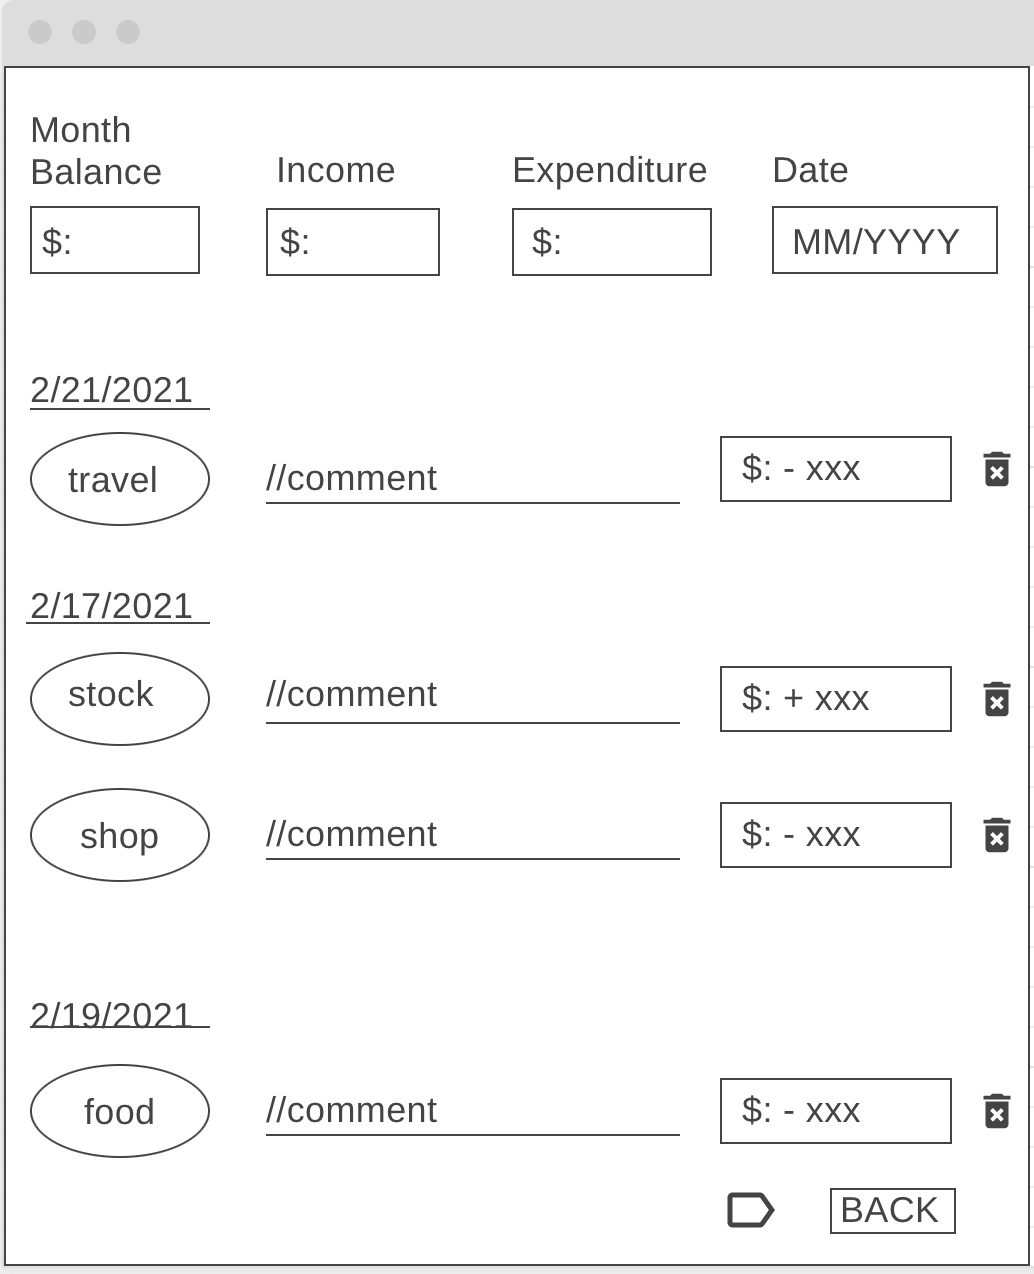 Month
Balance
Income
Expenditure
Date
$:
$:
$:
MM/YYYY
2/21/2021
travel
//comment
$: - xxx
2/17/2021
stock
//comment
$: + xxx
shop
//comment
$: - xxx
2/19/2021
food
//comment
$: - xxx
BACK